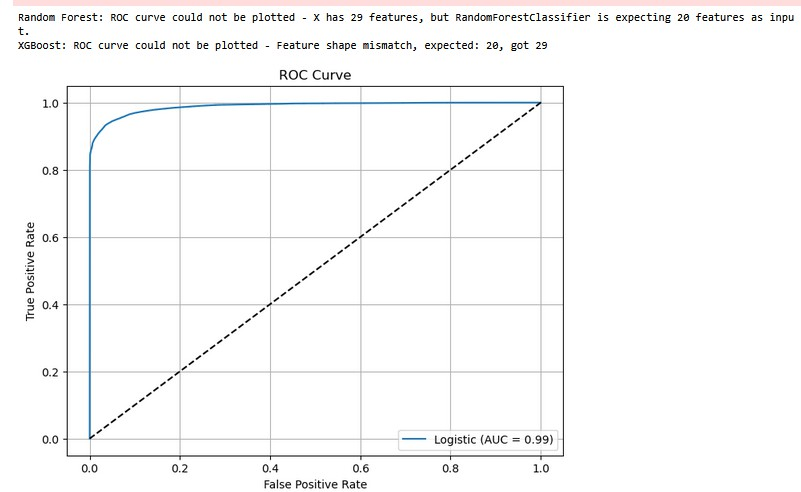 Random Forest: ROC curve could not be plotted - X has 29 features, but RandomForestClassifier is expecting 20 features as inpu
t.
XGBoost: ROC curve could not be plotted - Feature shape mismatch, expected: 20, got 29
ROC Curve
1.0
0.8
0.6
0.4
0.2
0.0
True Positive Rate
Logistic (AUC = 0.99)
0.0 0.2 0.4 0.6 0.8 1.0
False Positive Rate